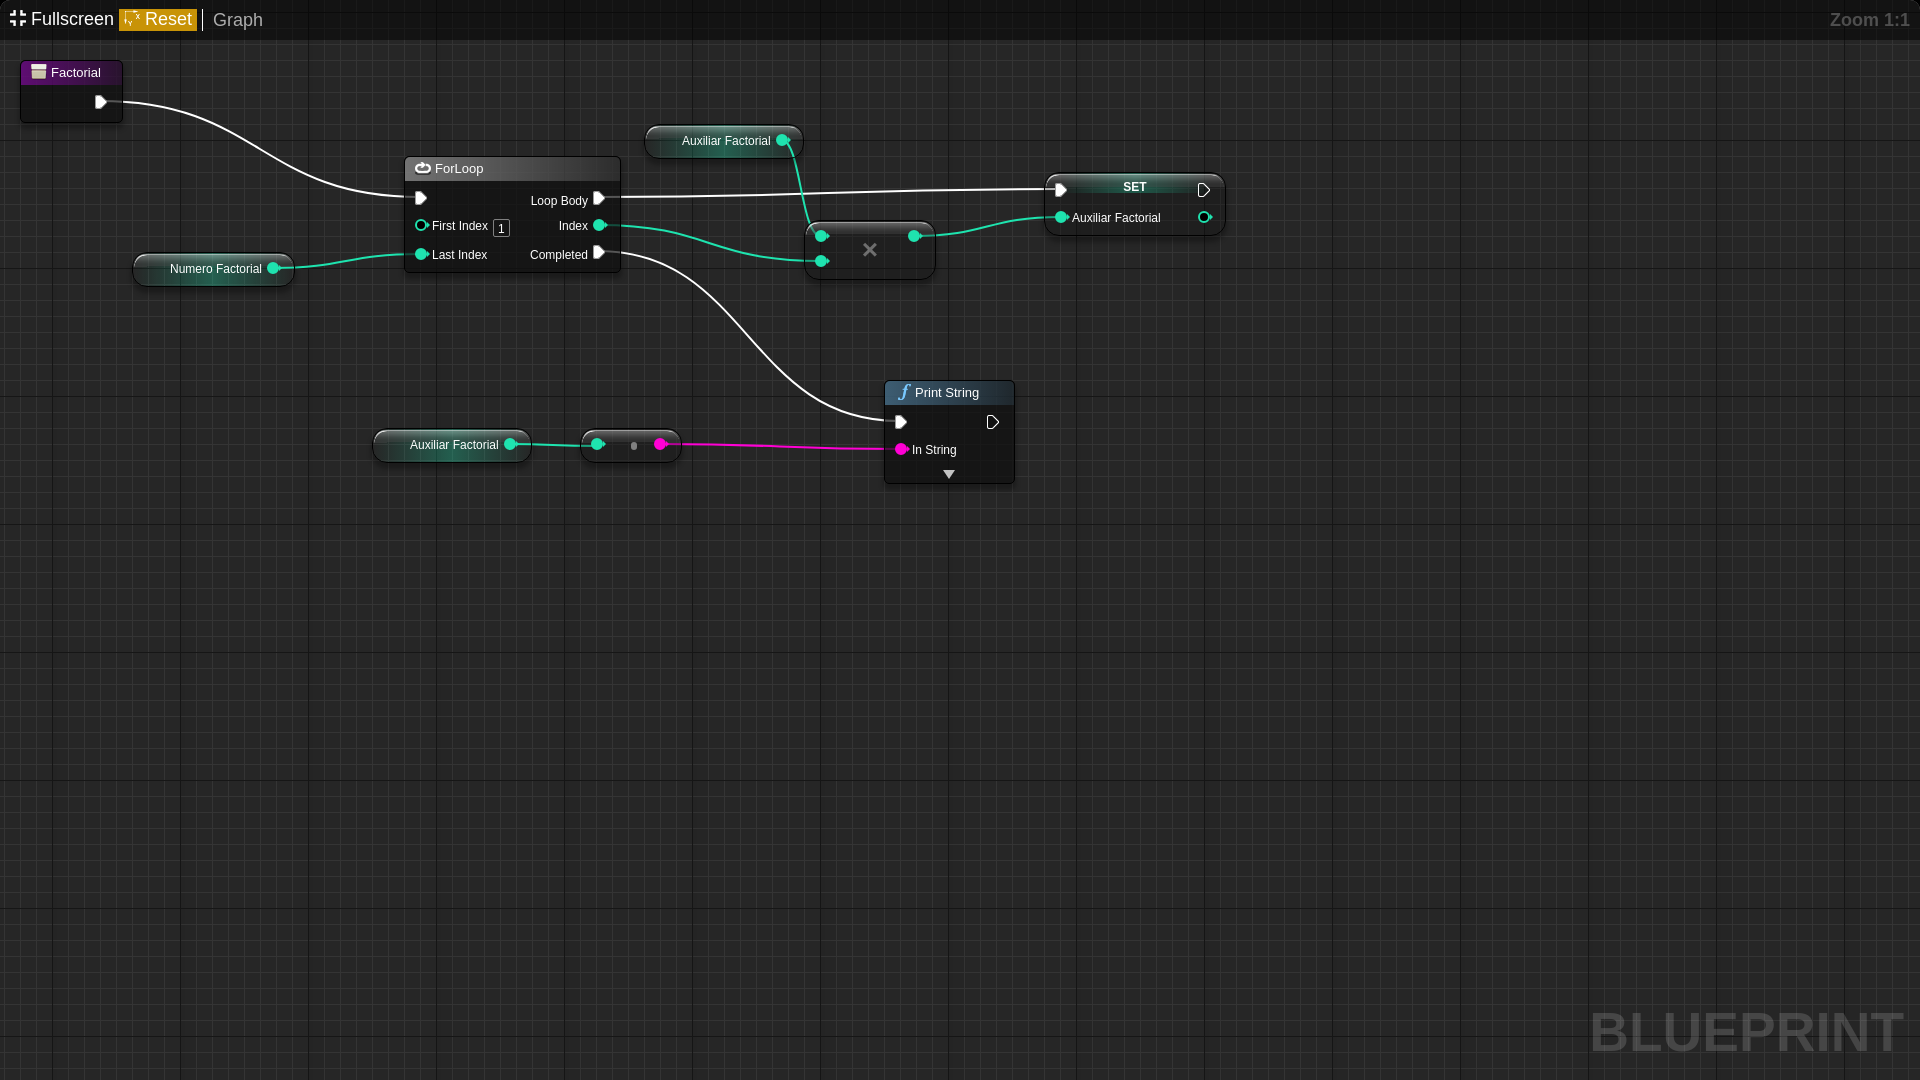 Fullscreen Reset Graph
Zoom 1:1
Factorial
Auxiliar Factorial
ForLoop
Loop Body
First Index 1
Index
Last Index
Completed
Numero Factorial
SET
Auxiliar Factorial
Print String
In String
Auxiliar Factorial
BLUEPRINT